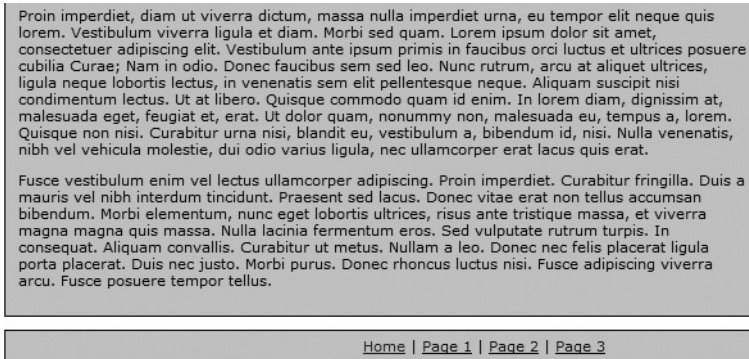 Proin imperdiet, diam ut viverra dictum, massa nulla imperdiet urna, eu tempor elit neque quis
lorem. Vestibulum viverra ligula et diam. Morbi sed quam. Lorem ipsum dolor sit amet,
consectetuer adipiscing elit. Vestibulum ante ipsum primis in faucibus orci luctus et ultrices posuere
cubilia Curae; Nam in odio. Donec faucibus sem sed leo. Nunc rutrum, arcu at aliquet ultrices,
ligula neque lobortis lectus, in venenatis sem elit pellentesque neque. Aliquam suscipit nisi
condimentum lectus. Ut at libero. Quisque commodo quam id enim. In lorem diam, dignissim at,
malesuada eget, feugiat et, erat. Ut dolor quam, nonummy non, malesuada eu, tempus a, lorem.
Quisque non nisi. Curabitur urna nisi, blandit eu, vestibulum a, bibendum id, nisi. Nulla venenatis,
nibh vel vehicula molestie, dui odio varius ligula, nec ullamcorper erat lacus quis erat.
Fusce vestibulum enim vel lectus ullamcorper adipiscing. Proin imperdiet. Curabitur fringilla. Duis a
mauris vel nibh interdum tincidunt. Praesent sed lacus. Donec vitae erat non tellus accumsan
bibendum. Morbi elementum, nunc eget lobortis ultrices, risus ante tristique massa, et viverra
magna magna quis massa. Nulla lacinia fermentum eros. Sed vulputate rutrum turpis. In
consequat. Aliquam convallis. Curabitur ut metus. Nullam a leo. Donec nec felis placerat ligula
porta placerat. Duis nec justo. Morbi purus. Donec rhoncus luctus nisi. Fusce adipiscing viverra
arcu. Fusce posuere tempor tellus.
Home | Page 1 | Page 2 | Page 3